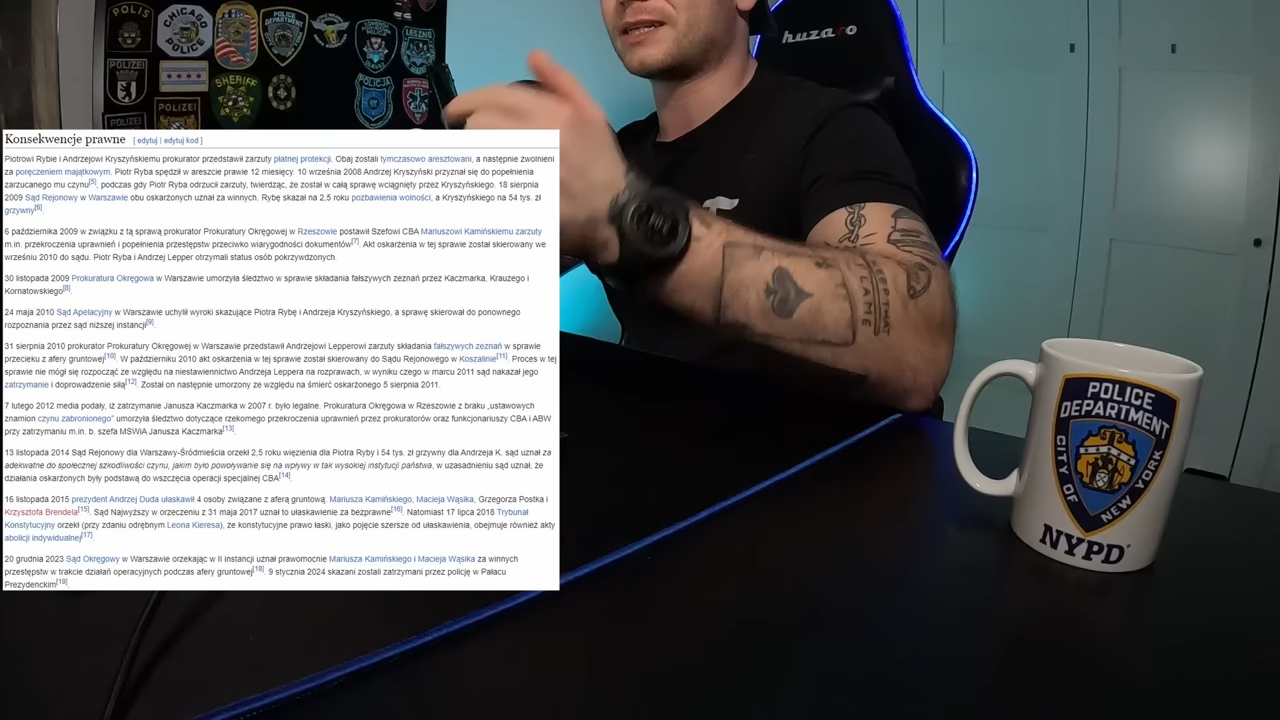 POLIS
CHICAGO
POLICE
POLICE
DEPARTMENT
LESZNO
POLIZEI
SHERIFF
POLICJA
POLIZEI
huzaro
Konsekwencje prawne [ edytuj | edytuj kod ]
Piotrowi Rybie i Andrzejowi Kryszyńskiemu prokurator przedstawił zarzuty płatnej protekcji. Obaj zostali tymczasowo aresztowani, a następnie zwolnieni
za poręczeniem majątkowym. Piotr Ryba spędził w areszcie prawie 12 miesięcy. 10 września 2008 Andrzej Kryszyński przyznał się do popełnienia
zarzucanego mu czynu[5], podczas gdy Piotr Ryba odrzucił zarzuty, twierdząc, że został w całą sprawę wciągnięty przez Kryszyńskiego. 18 sierpnia
2009 Sąd Rejonowy w Warszawie obu oskarżonych uznał za winnych. Rybę skazał na 2,5 roku pozbawienia wolności, a Kryszyńskiego na 54 tys. zł
grzywny[6].
6 października 2009 w związku z tą sprawą prokurator Prokuratury Okręgowej w Rzeszowie postawił Szefowi CBA Mariuszowi Kamińskiemu zarzuty
m.in. przekroczenia uprawnień i popełnienia przestępstw przeciwko wiarygodności dokumentów[7]. Akt oskarżenia w tej sprawie został skierowany we
wrześniu 2010 do sądu. Piotr Ryba i Andrzej Lepper otrzymali status osób pokrzywdzonych.
30 listopada 2009 Prokuratura Okręgowa w Warszawie umorzyła śledztwo w sprawie składania fałszywych zeznań przez Kaczmarka, Krauzego i
Kornatowskiego[8].
24 maja 2010 Sąd Apelacyjny w Warszawie uchylił wyroki skazujące Piotra Rybę i Andrzeja Kryszyńskiego, a sprawę skierował do ponownego
rozpoznania przez sąd niższej instancji[9].
31 sierpnia 2010 prokurator Prokuratury Okręgowej w Warszawie przedstawił Andrzejowi Lepperowi zarzuty składania fałszywych zeznań w sprawie
przecieku z afery gruntowej[10]. W październiku 2010 akt oskarżenia w tej sprawie został skierowany do Sądu Rejonowego w Koszalinie[11]. Proces w tej
sprawie nie mógł się rozpocząć ze względu na niestawiennictwo Andrzeja Leppera na rozprawach, w wyniku czego w marcu 2011 sąd nakazał jego
zatrzymanie i doprowadzenie siłą[12]. Został on następnie umorzony ze względu na śmierć oskarżonego 5 sierpnia 2011.
7 lutego 2012 media podały, iż zatrzymanie Janusza Kaczmarka w 2007 r. było legalne. Prokuratura Okręgowa w Rzeszowie z braku „ustawowych
znamion czynu zabronionego” umorzyła śledztwo dotyczące rzekomego przekroczenia uprawnień przez prokuratorów oraz funkcjonariuszy CBA i ABW
przy zatrzymaniu m.in. b. szefa MSWiA Janusza Kaczmarka[13].
13 listopada 2014 Sąd Rejonowy dla Warszawy-Śródmieścia orzekł 2,5 roku więzienia dla Piotra Ryby i 54 tys. zł grzywny dla Andrzeja K. sąd uznał za
adekwatne do społecznej szkodliwości czynu, jakim było powoływanie się na wpływy w tak wysokiej instytucji państwa, w uzasadnieniu sąd uznał, że
działania oskarżonych były podstawą do wszczęcia operacji specjalnej CBA[14].
16 listopada 2015 prezydent Andrzej Duda ułaskawił 4 osoby związane z aferą gruntową: Mariusza Kamińskiego, Macieja Wąsika, Grzegorza Postka i
Krzysztofa Brendela[15]. Sąd Najwyższy w orzeczeniu z 31 maja 2017 uznał to ułaskawienie za bezprawne[16]. Natomiast 17 lipca 2018 Trybunał
Konstytucyjny orzekł (przy zdaniu odrębnym Leona Kieresa), że konstytucyjne prawo łaski, jako pojęcie szersze od ułaskawienia, obejmuje również akty
abolicji indywidualnej[17].
20 grudnia 2023 Sąd Okręgowy w Warszawie orzekając w II instancji uznał prawomocnie Mariusza Kamińskiego i Macieja Wąsika za winnych
przestępstw w trakcie działań operacyjnych podczas afery gruntowej[18]. 9 stycznia 2024 skazani zostali zatrzymani przez policję w Pałacu
Prezydenckim[19].
KEPTHAT
FLAME
POLICE
DEPARTMENT
CITY OF
NEW YORK
NYPD